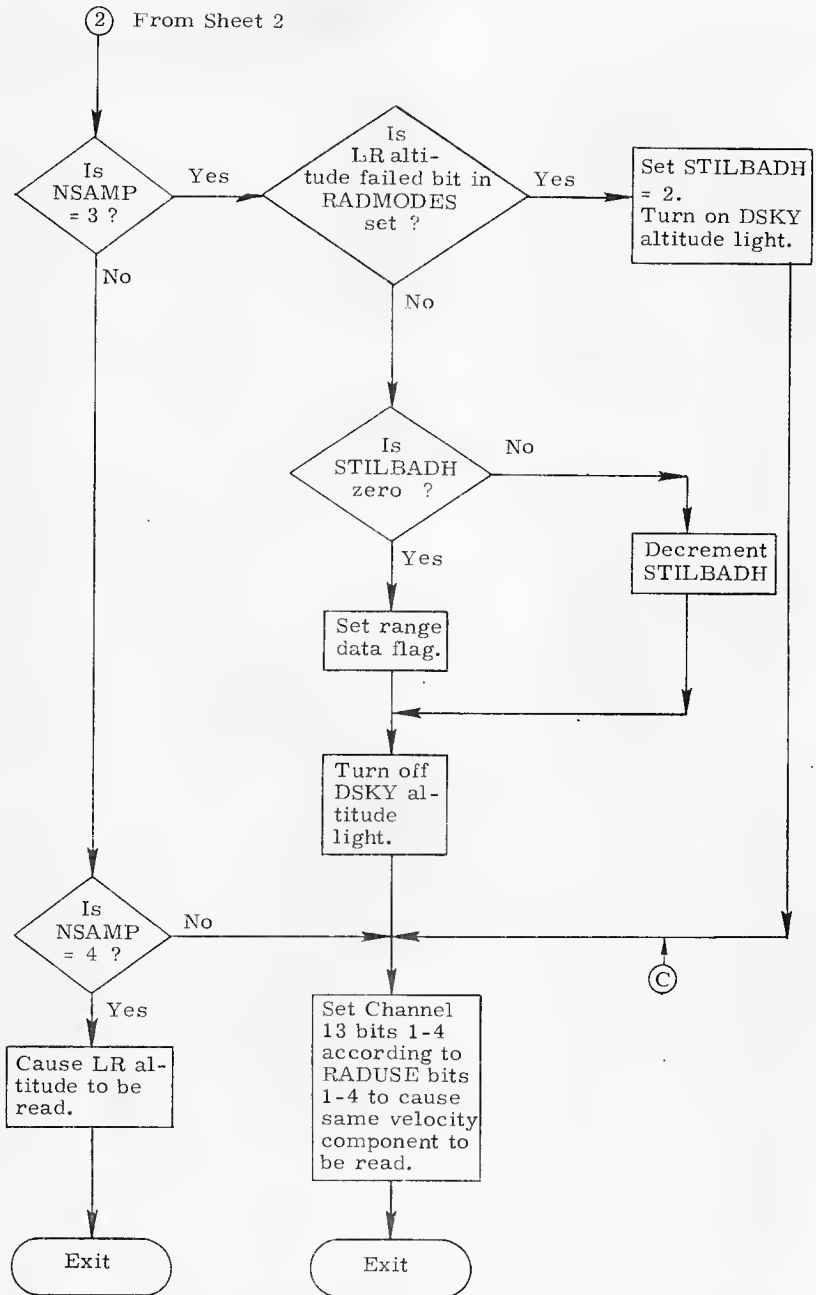 2 From Sheet 2
Is
NSAMP
= 3 ?
Yes
No
Is
LR alti-
tude failed bit in
RADMODES
set ?
Yes
No
Set STILBADH
= 2.
Turn on DSKY
altitude light.
Is
STILBADH
zero ?
No
Yes
Decrement
STILBADH
Set range
data flag.
Turn off
DSKY al-
titude
light.
Is
NSAMP
= 4 ?
No
Yes
C
Cause LR al-
titude to be
read.
Set Channel
13 bits 1-4
according to
RADUSE bits
1-4 to cause
same velocity
component to
be read.
Exit
Exit